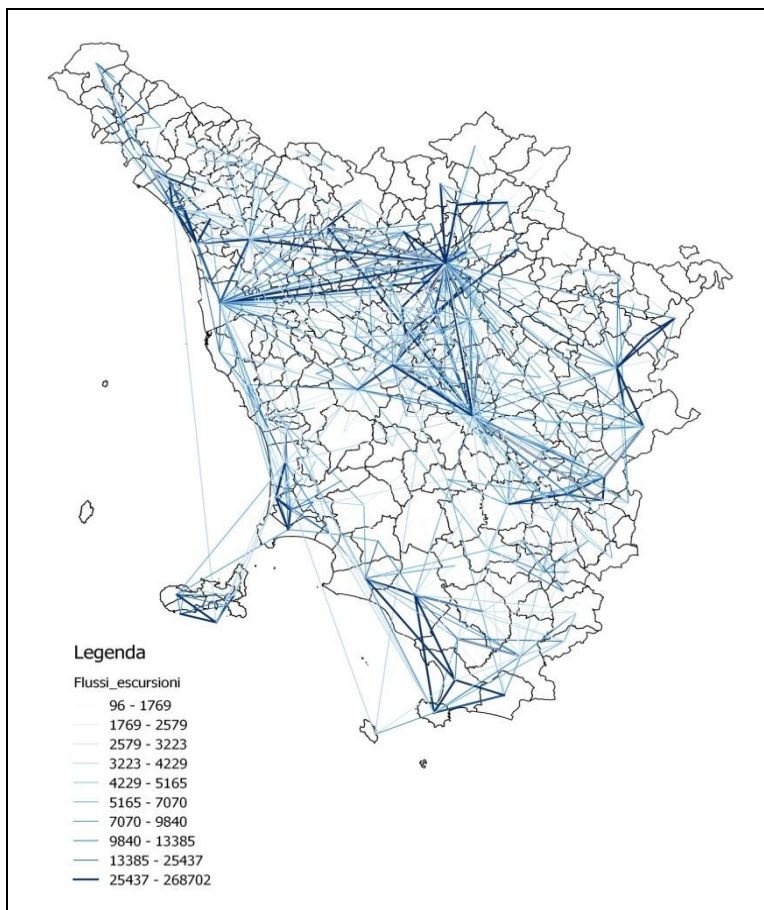 Legenda
Flussi_escursioni
96 - 1769
1769 - 2579
2579 - 3223
3223 - 4229
4229 - 5165
5165 - 7070
7070 - 9840
9840 - 13385
13385 - 25437
25437 - 268702